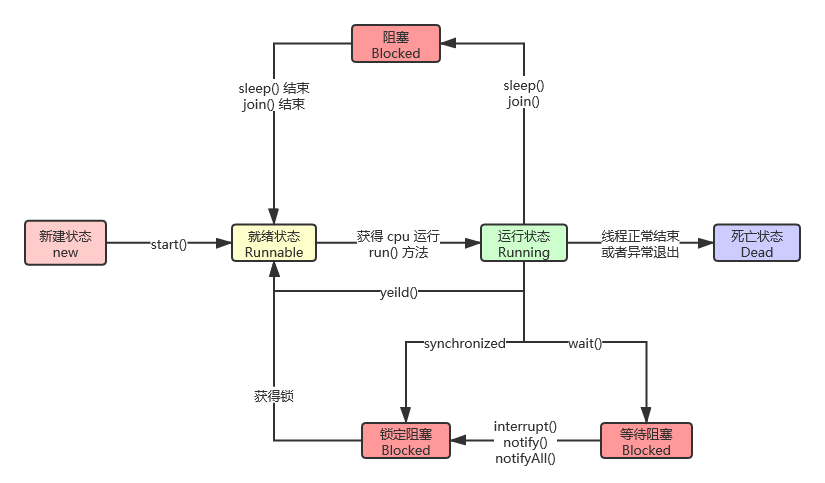 阻塞
Blocked
sleep() 结束
join() 结束
sleep()
join()
新建状态
new
start()
就绪状态
Runnable
获得 cpu 运行
run() 方法
运行状态
Running
线程正常结束
或者异常退出
死亡状态
Dead
yeild()
synchronized
wait()
获得锁
锁定阻塞
Blocked
interrupt()
notify()
notifyAll()
等待阻塞
Blocked